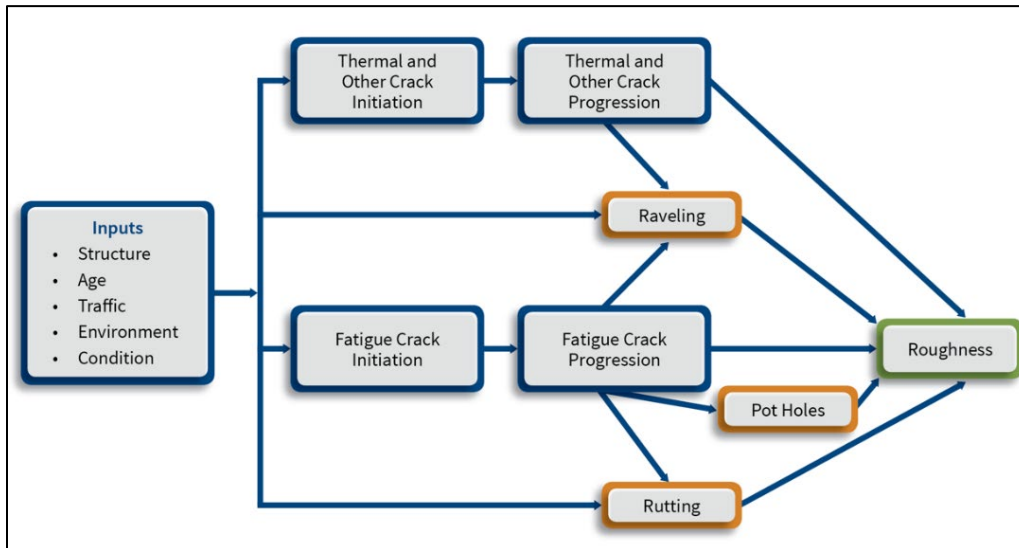 Thermal and
Other Crack
Initiation
Thermal and
Other Crack
Progression
Raveling
Inputs
• Structure
• Age
• Traffic
• Environment
• Condition
Fatigue Crack
Initiation
Fatigue Crack
Progression
Roughness
Pot Holes
Rutting